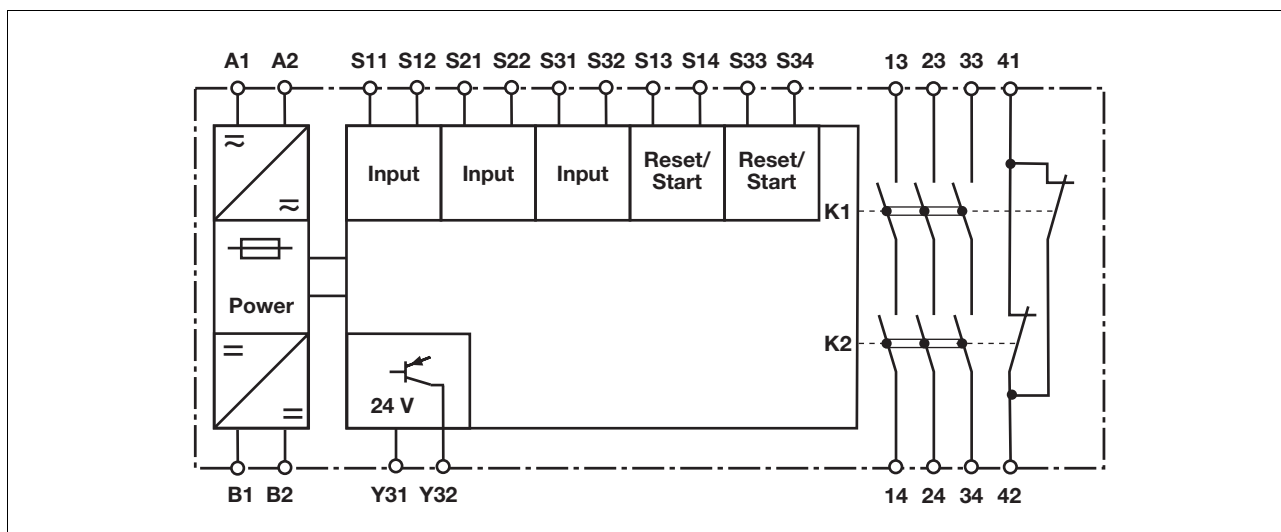 A1 A2 S11 S12 S21 S22 S31 S32 S13 S14 S33 S34 13 23 33 41
Input Input Input Reset/ Reset/
Start Start
K1
Power
K2
24 V
B1 B2 Y31 Y32 14 24 34 42